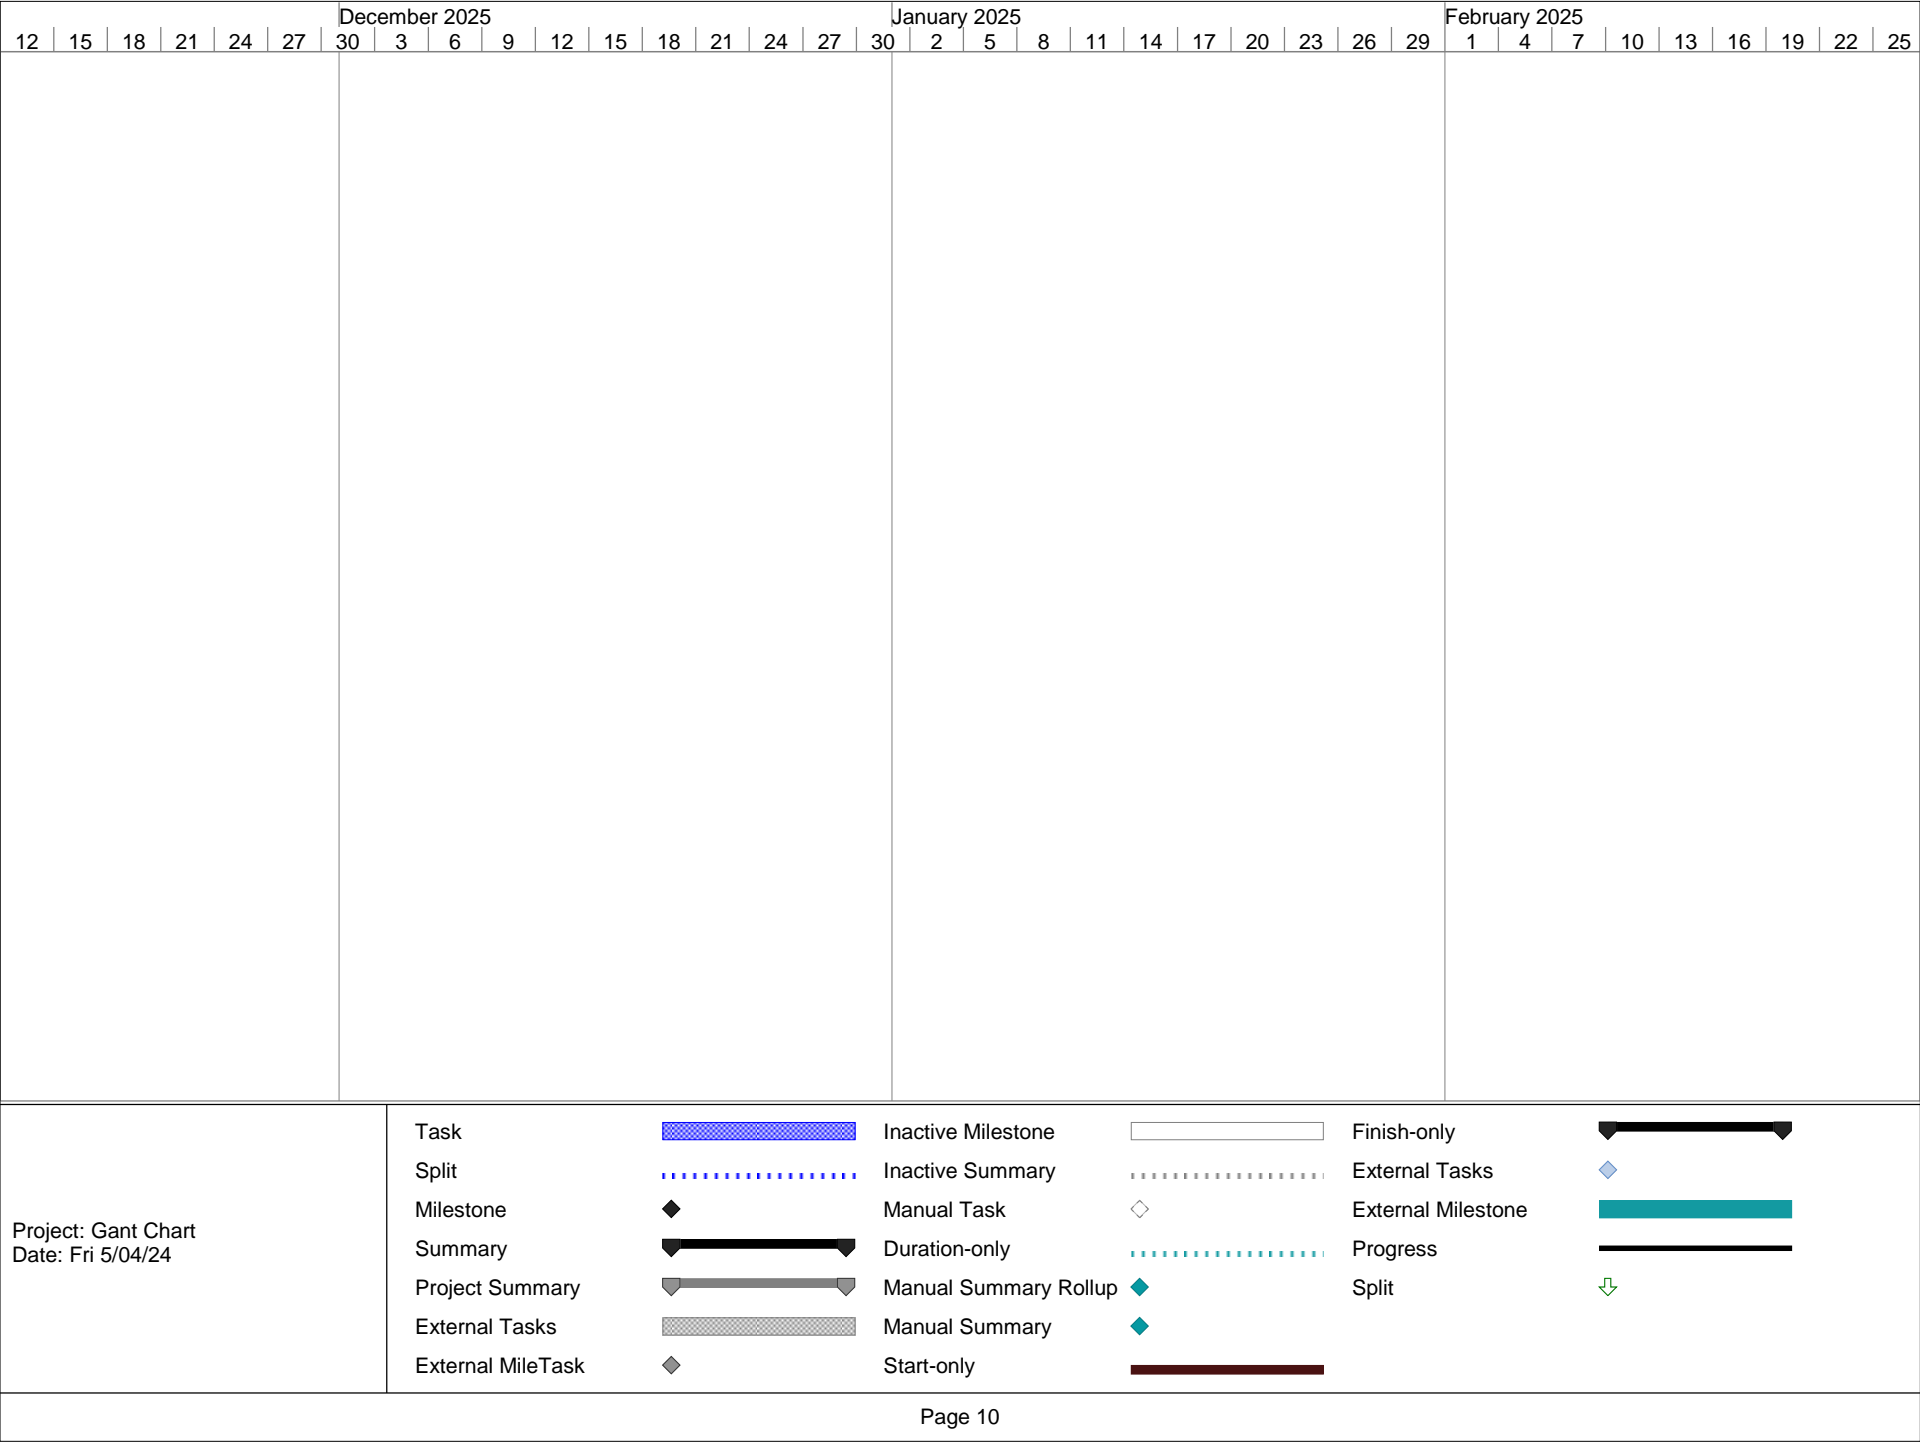 December 2025 January 2025 February 2025
12 15 18 21 24 27 30 3 6 9 12 15 18 21 24 27 30 2 5 8 11 14 17 20 23 26 29 1 4 7 10 13 16 19 22 25
Project: Gant Chart
Date: Fri 5/04/24
Task
Split
Milestone
Summary
Project Summary
External Tasks
External MileTask
Inactive Milestone
Inactive Summary
Manual Task
Duration-only
Manual Summary Rollup
Manual Summary
Start-only
Finish-only
External Tasks
External Milestone
Progress
Split
Page 10